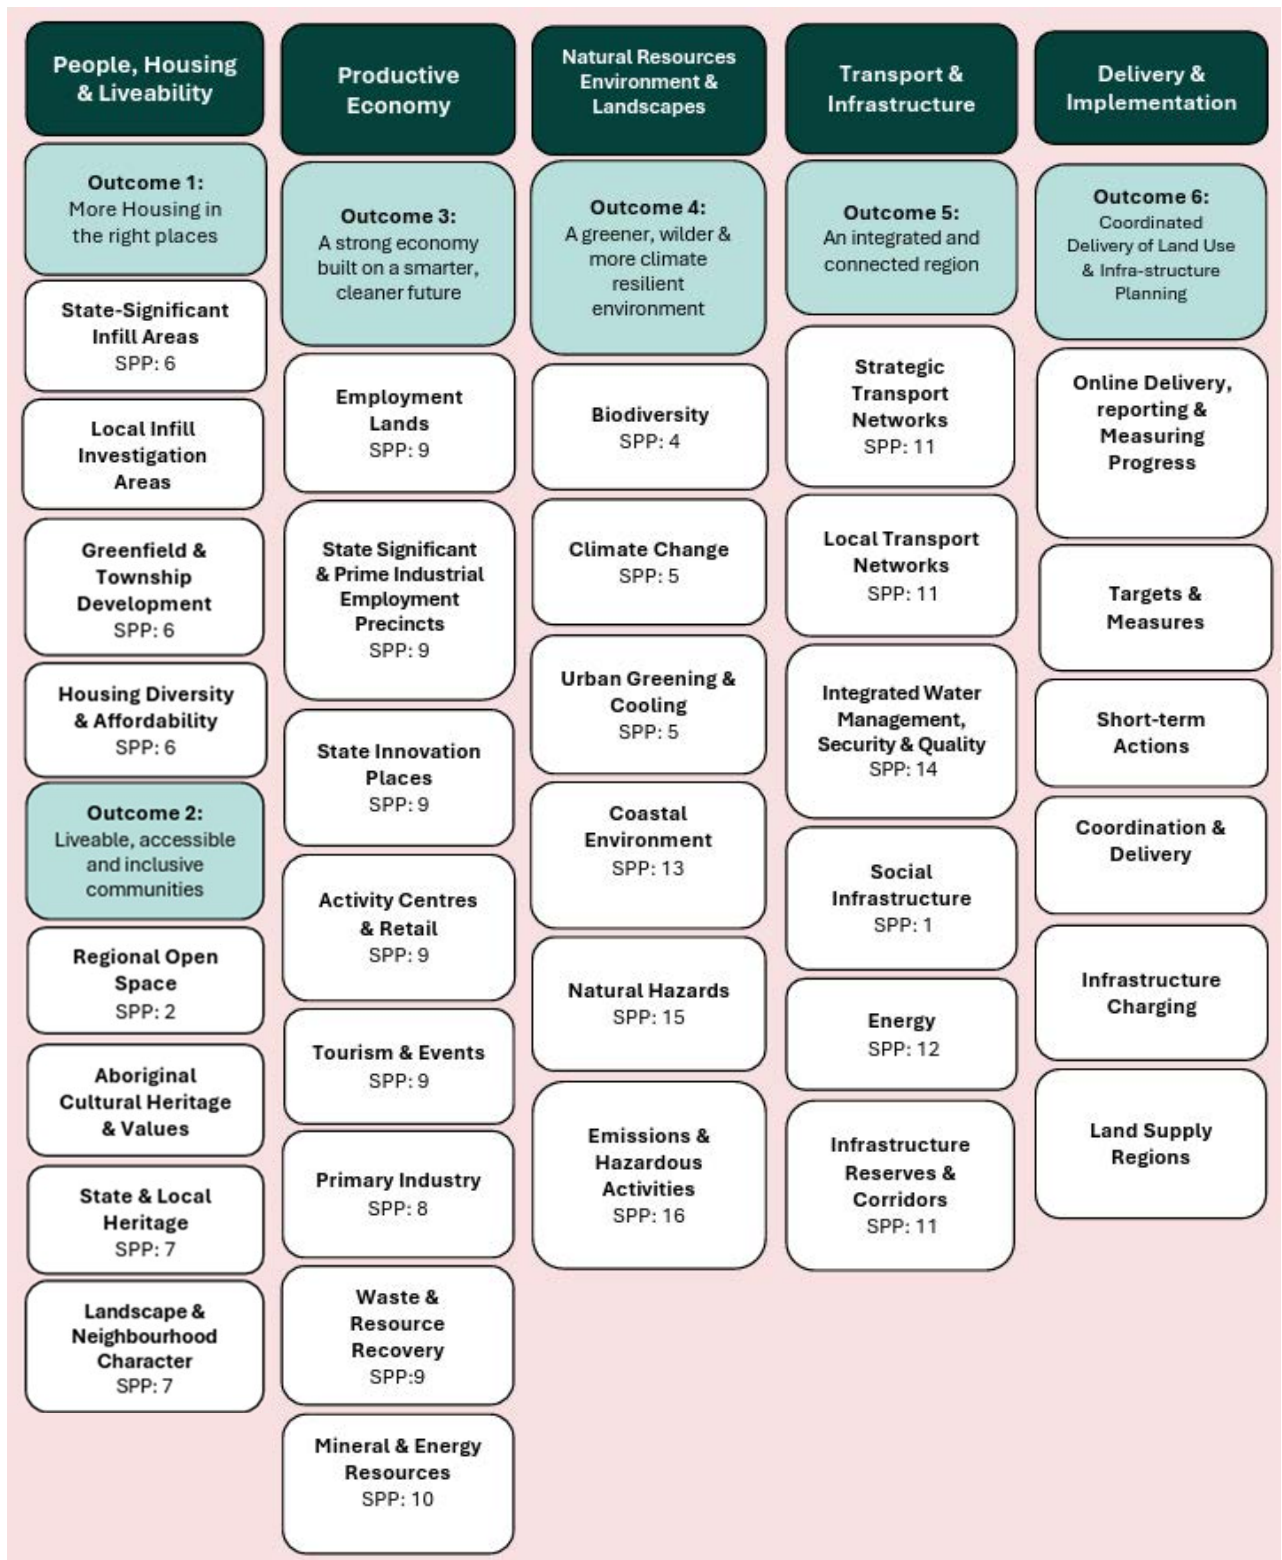 People, Housing
& Liveability
Outcome 1:
More Housing in
the right places
State-Significant
Infill Areas
SPP: 6
Local Infill
Investigation
Areas
Greenfield &
Township
Development
SPP: 6
Housing Diversity
& Affordability
SPP: 6
Outcome 2:
Liveable, accessible
and inclusive
communities
Regional Open
Space
SPP: 2
Aboriginal
Cultural Heritage
& Values
State & Local
Heritage
SPP: 7
Landscape &
Neighbourhood
Character
SPP: 7
Productive
Economy
Outcome 3:
A strong economy
built on a smarter,
cleaner future
Employment
Lands
SPP: 9
State Significant
& Prime Industrial
Employment
Precincts
SPP: 9
State Innovation
Places
SPP: 9
Activity Centres
& Retail
SPP: 9
Tourism & Events
SPP: 9
Primary Industry
SPP: 8
Waste &
Resource
Recovery
SPP:9
Mineral & Energy
Resources
SPP: 10
Natural Resources
Environment &
Landscapes
Outcome 4:
A greener, wilder &
more climate
resilient
environment
Biodiversity
SPP: 4
Climate Change
SPP: 5
Urban Greening &
Cooling
SPP: 5
Coastal
Environment
SPP: 13
Natural Hazards
SPP: 15
Emissions &
Hazardous
Activities
SPP: 16
Transport &
Infrastructure
Outcome 5:
An integrated and
connected region
Strategic
Transport
Networks
SPP: 11
Local Transport
Networks
SPP: 11
Integrated Water
Management,
Security & Quality
SPP: 14
Social
Infrastructure
SPP: 1
Energy
SPP: 12
Infrastructure
Reserves &
Corridors
SPP: 11
Delivery &
Implementation
Outcome 6:
Coordinated
Delivery of Land Use
& Infra-structure
Planning
Online Delivery,
reporting &
Measuring
Progress
Targets &
Measures
Short-term
Actions
Coordination &
Delivery
Infrastructure
Charging
Land Supply
Regions